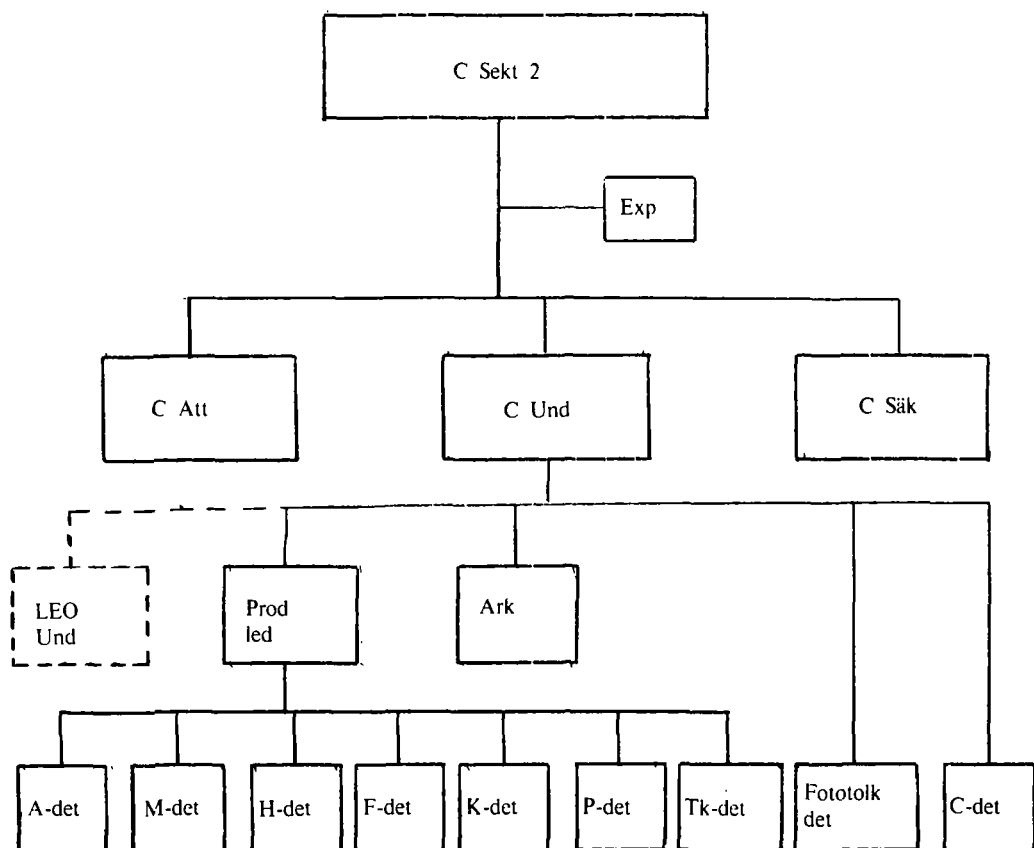 C Sekt 2
Exp
C Att
C Und
C Säk
LEO
Und
Prod
led
Ark
A-det
M-det
H-det
F-det
K-det
P-det
Tk-det
Fototolk
det
C-det